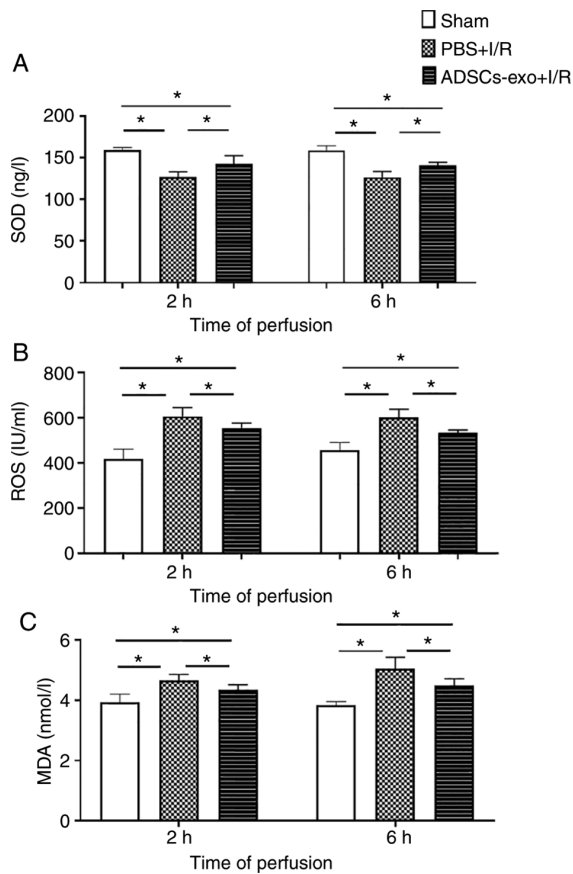 Sham
PBS+I/R
ADSCs-exo+I/R
A
* 
* *
*
* *
SOD (ng/l)
200
150
100
50
0
2 h 6 h
Time of perfusion
B
*
* *
*
* *
ROS (IU/ml)
800
600
400
200
0
2 h 6 h
Time of perfusion
C
*
* *
*
* *
MDA (nmol/l)
6
4
2
0
2 h 6 h
Time of perfusion